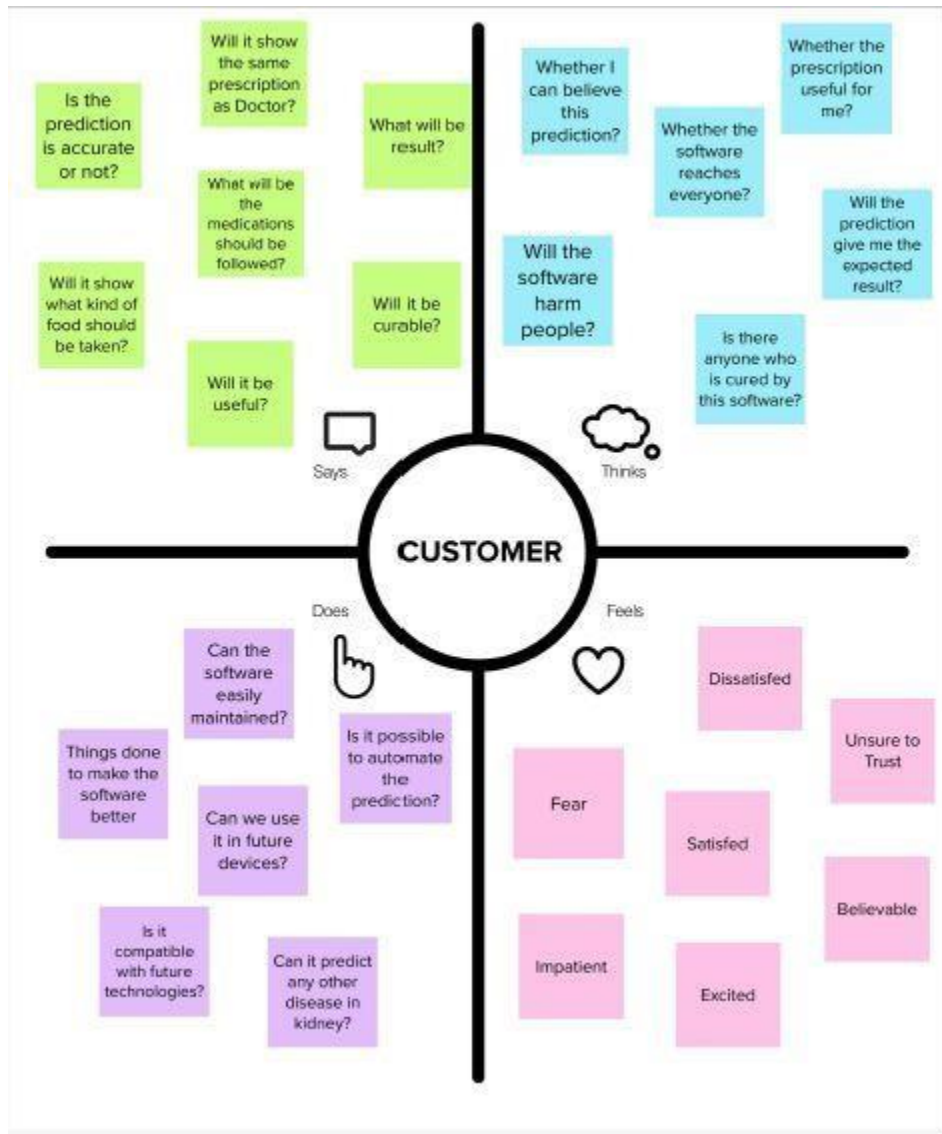 Will it show
the same
prescription
as Doctor?
Is the
prediction
is accurate
or not?
What will be
result?
What will be
the
medications
should be
followed?
Will it show
what kind of
food should
be taken?
Will it be
curable?
Will it be
useful?
Says
Whether I
can believe
this
prediction?
Whether the
prescription
useful for
me?
Whether the
software
reaches
everyone?
Will the
prediction
give me the
expected
result?
Will the
software
harm
people?
Is there
anyone who
is cured by
this software?
Thinks
CUSTOMER
Does
Can the
software
easily
maintained?
Is it possible
to automate
the
prediction?
Things done
to make the
software
better
Can we use
it in future
devices?
Is it
compatible
with future
technologies?
Can it predict
any other
disease in
kidney?
Feels
Dissatisfed
Unsure to
Trust
Fear
Satisfied
Believable
Impatient
Excited